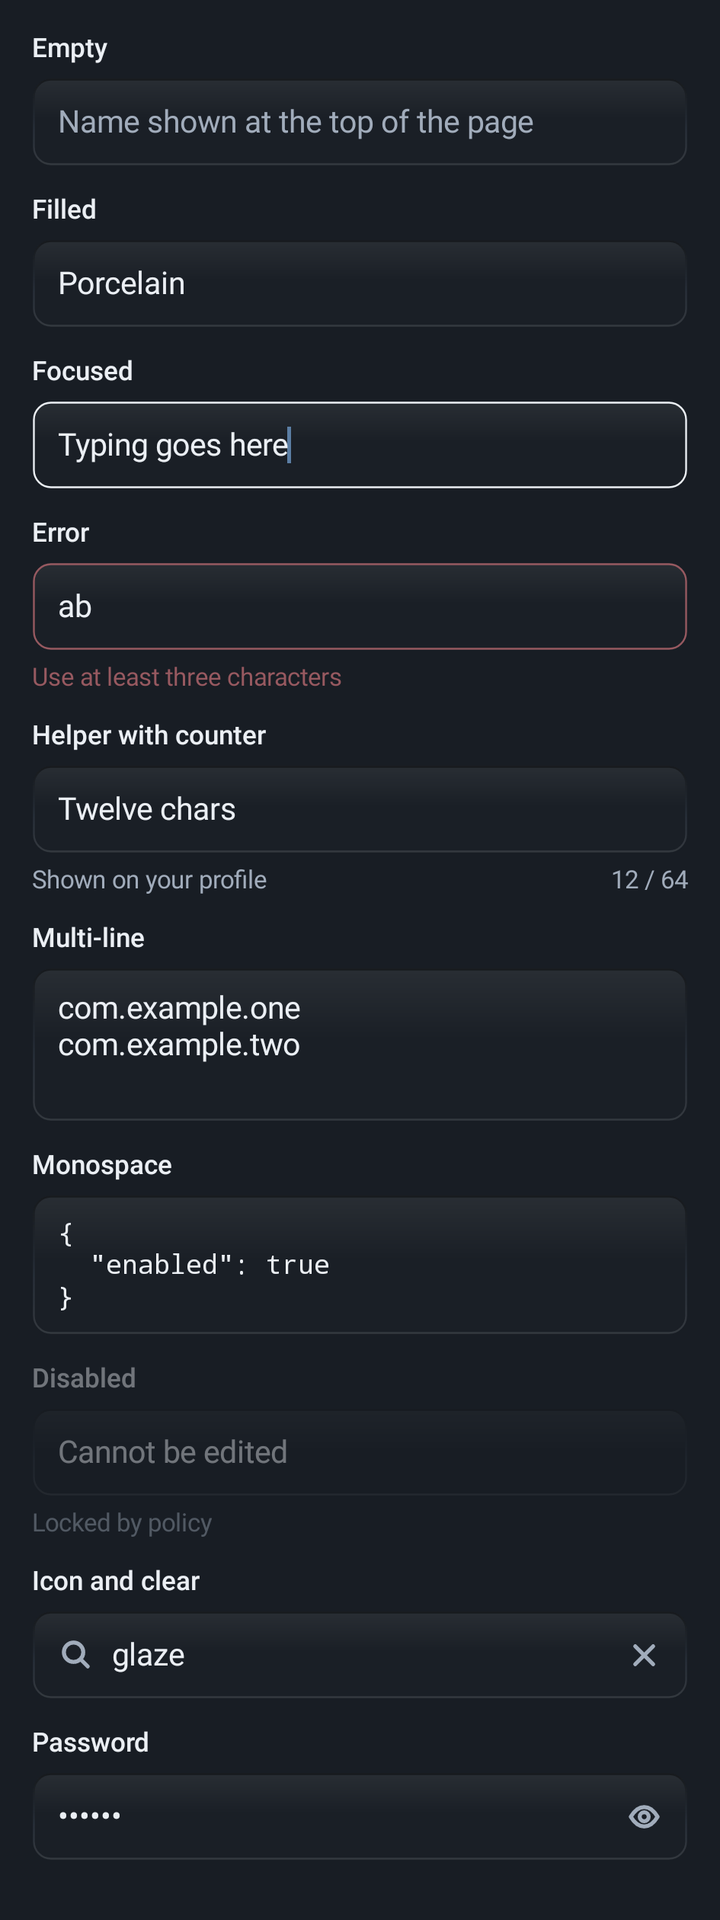 Empty
Name shown at the top of the page
Filled
Porcelain
Focused
Typing goes here
Error
ab
Use at least three characters
Helper with counter
Twelve chars
Shown on your profile 12 / 64
Multi-line
com.example.one
com.example.two
Monospace
{
  "enabled": true
}
Disabled
Cannot be edited
Locked by policy
Icon and clear
glaze
Password
••••••